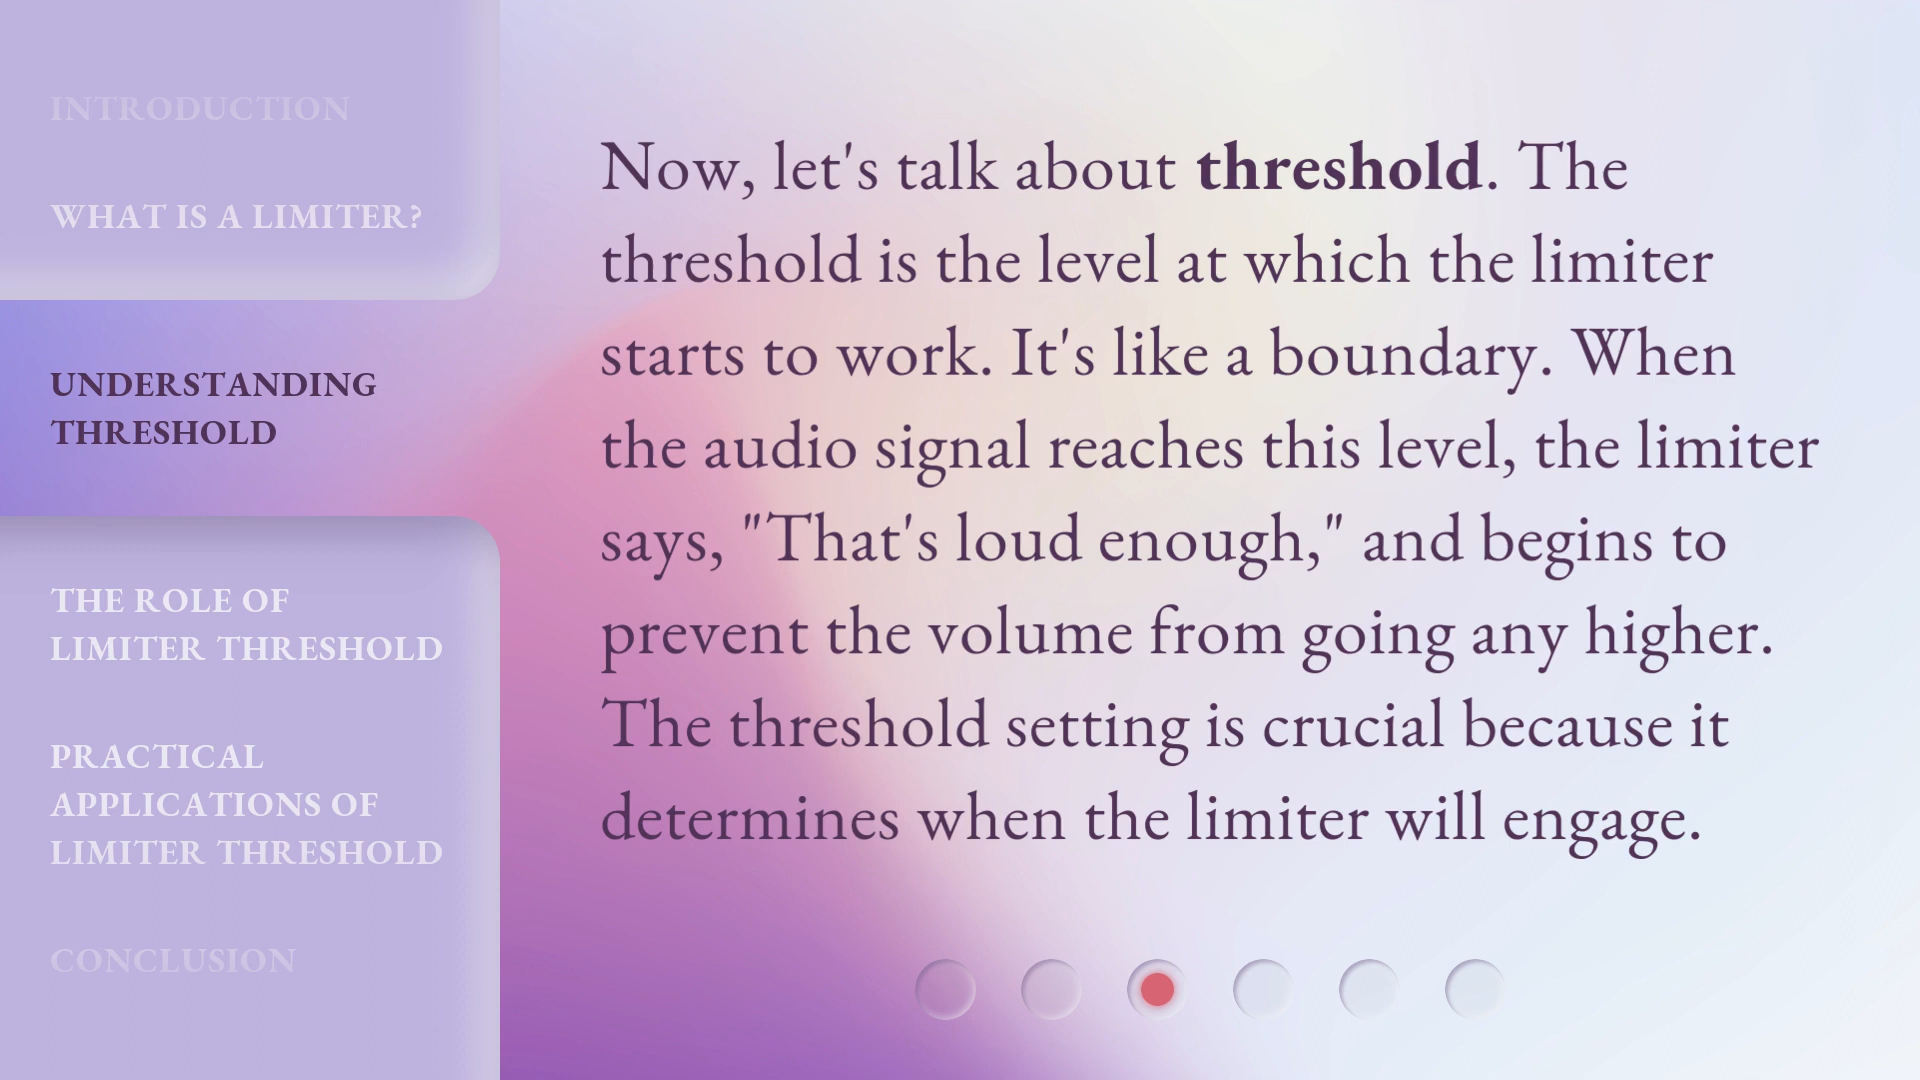 INTRODUCTION
WHAT IS A LIMITER?
UNDERSTANDING
THRESHOLD
THE ROLE OF
LIMITER THRESHOLD
PRACTICAL
APPLICATIONS OF
LIMITER THRESHOLD
CONCLUSION
Now, let's talk about threshold. The
threshold is the level at which the limiter
starts to work. It's like a boundary. When
the audio signal reaches this level, the limiter
says, "That's loud enough," and begins to
prevent the volume from going any higher.
The threshold setting is crucial because it
determines when the limiter will engage.